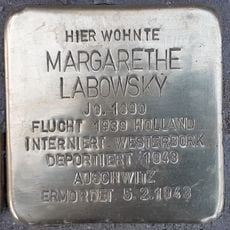 HIER WOHNTE
MARGARETHE
LABOWSKY
JG. 1890
FLUCHT 1939 HOLLAND
INTERNIERT WESTERBORK
DEPORTIERT 1943
AUSCHWITZ
ERMORDET 5.2.1943